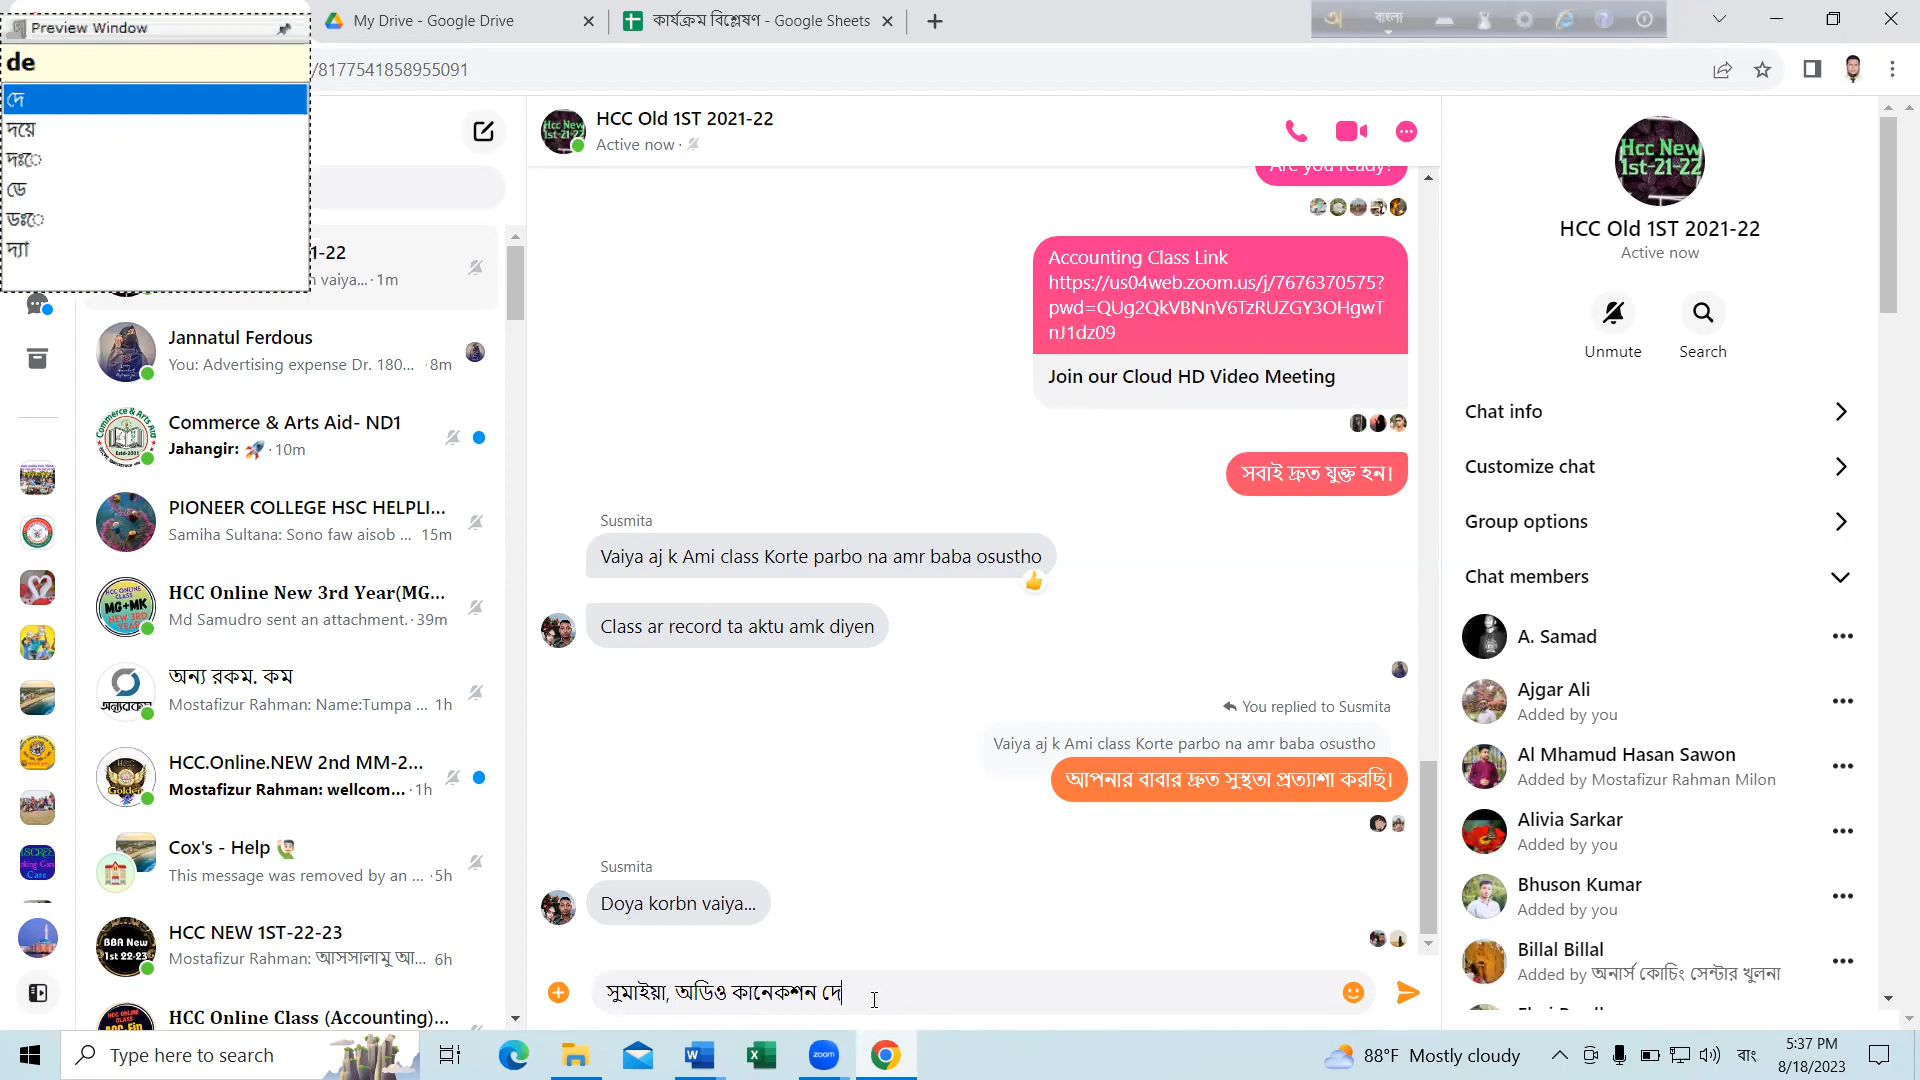 Preview Window
de
দে
দয়ে
দঃে
ডে
ডঃে
দ্যা
My Drive - Google Drive
কার্যক্রম বিশ্লেষণ - Google Sheets
বাংলা
/8177541858955091
1-22
n vaiya... · 1m
Jannatul Ferdous
You: Advertising expense Dr. 180... · 8m
Commerce & Arts Aid- ND1
Jahangir: 🚀 · 10m
PIONEER COLLEGE HSC HELPLI...
Samiha Sultana: Sono faw aisob ... 15m
HCC Online New 3rd Year(MG...
Md Samudro sent an attachment. · 39m
অন্য রকম. কম
Mostafizur Rahman: Name:Tumpa ... 1h
HCC.Online.NEW 2nd MM-2...
Mostafizur Rahman: wellcom... · 1h
Cox's - Help 🙋🏻‍♂️
This message was removed by an ... · 5h
HCC NEW 1ST-22-23
Mostafizur Rahman: আসসালামু আ... 6h
HCC Online Class (Accounting)...
HCC Old 1ST 2021-22
Active now ·
Are you ready?
Accounting Class Link
https://us04web.zoom.us/j/7676370575?
pwd=QUg2QkVBNnV6TzRUZGY3OHgwT
nJ1dz09
Join our Cloud HD Video Meeting
সবাই দ্রুত যুক্ত হন।
Susmita
Vaiya aj k Ami class Korte parbo na amr baba osustho
Class ar record ta aktu amk diyen
You replied to Susmita
Vaiya aj k Ami class Korte parbo na amr baba osustho
আপনার বাবার দ্রুত সুস্থতা প্রত্যাশা করছি।
Susmita
Doya korbn vaiya...
সুমাইয়া, অডিও কানেকশন দে
Hcc New
1st-21-22
HCC Old 1ST 2021-22
Active now
Unmute
Search
Chat info
Customize chat
Group options
Chat members
A. Samad
Ajgar Ali
Added by you
Al Mhamud Hasan Sawon
Added by Mostafizur Rahman Milon
Alivia Sarkar
Added by you
Bhuson Kumar
Added by you
Billal Billal
Added by অনার্স কোচিং সেন্টার খুলনা
Type here to search
zoom
88°F Mostly cloudy
বাং
5:37 PM
8/18/2023